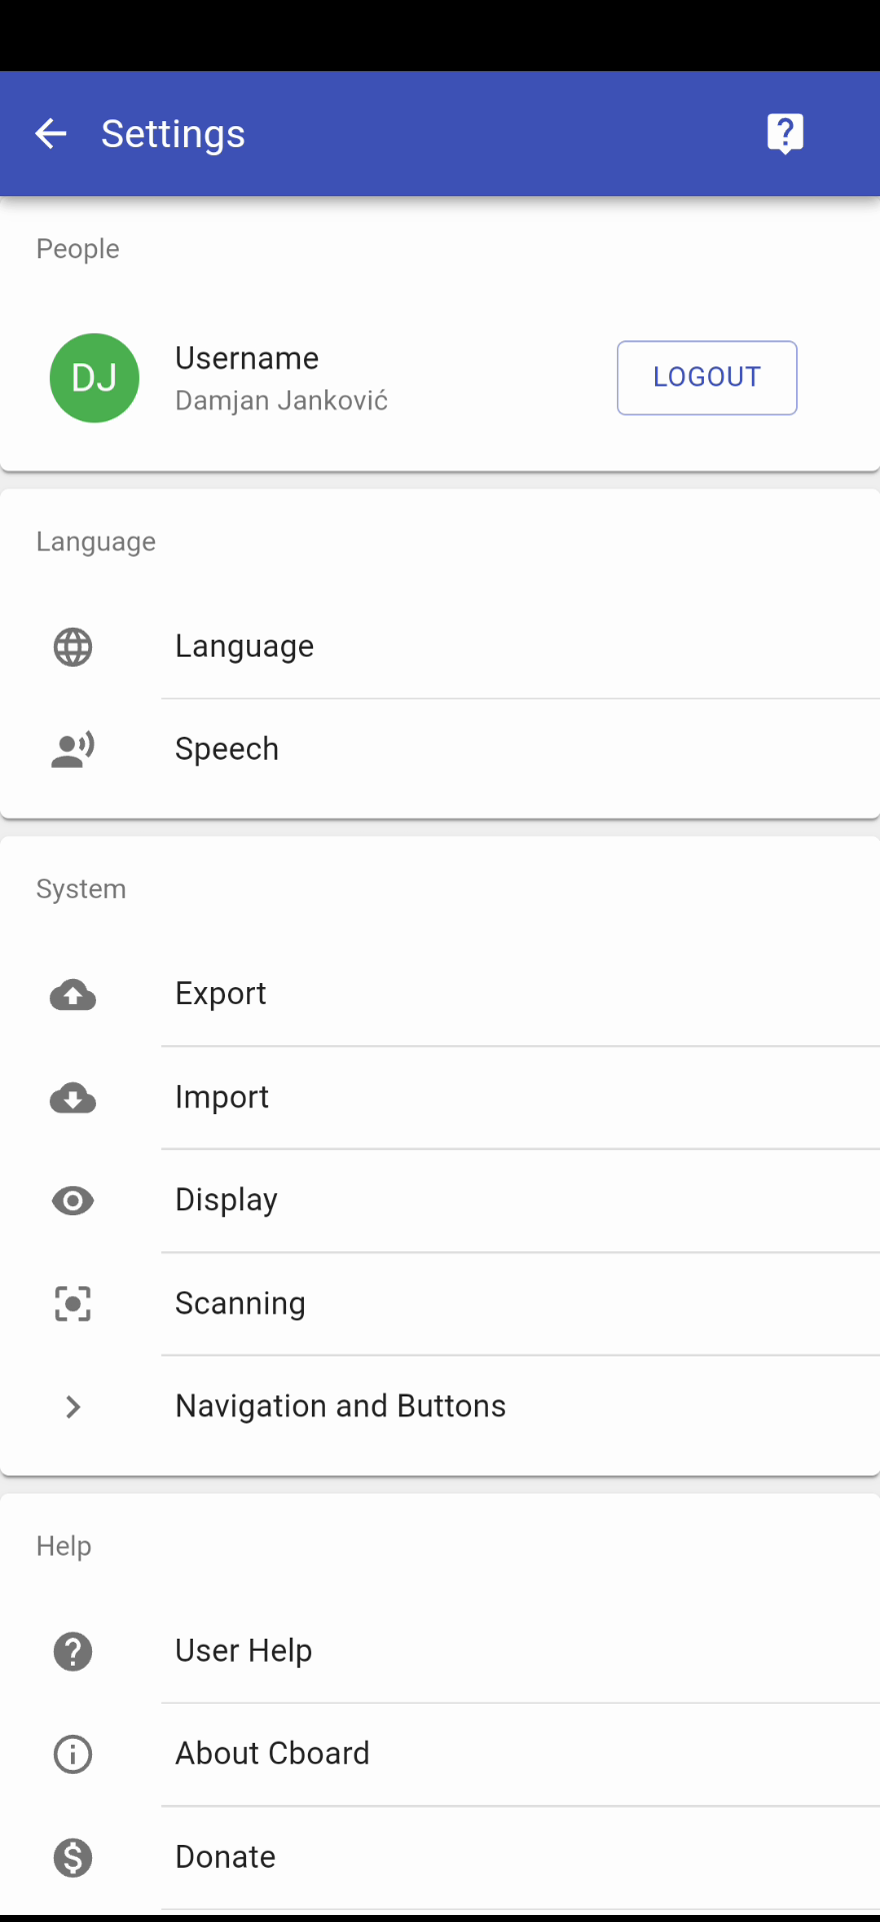 Settings
People
DJ
Username
Damjan Janković
LOGOUT
Language
Language
Speech
System
Export
Import
Display
Scanning
Navigation and Buttons
Help
User Help
About Cboard
Donate